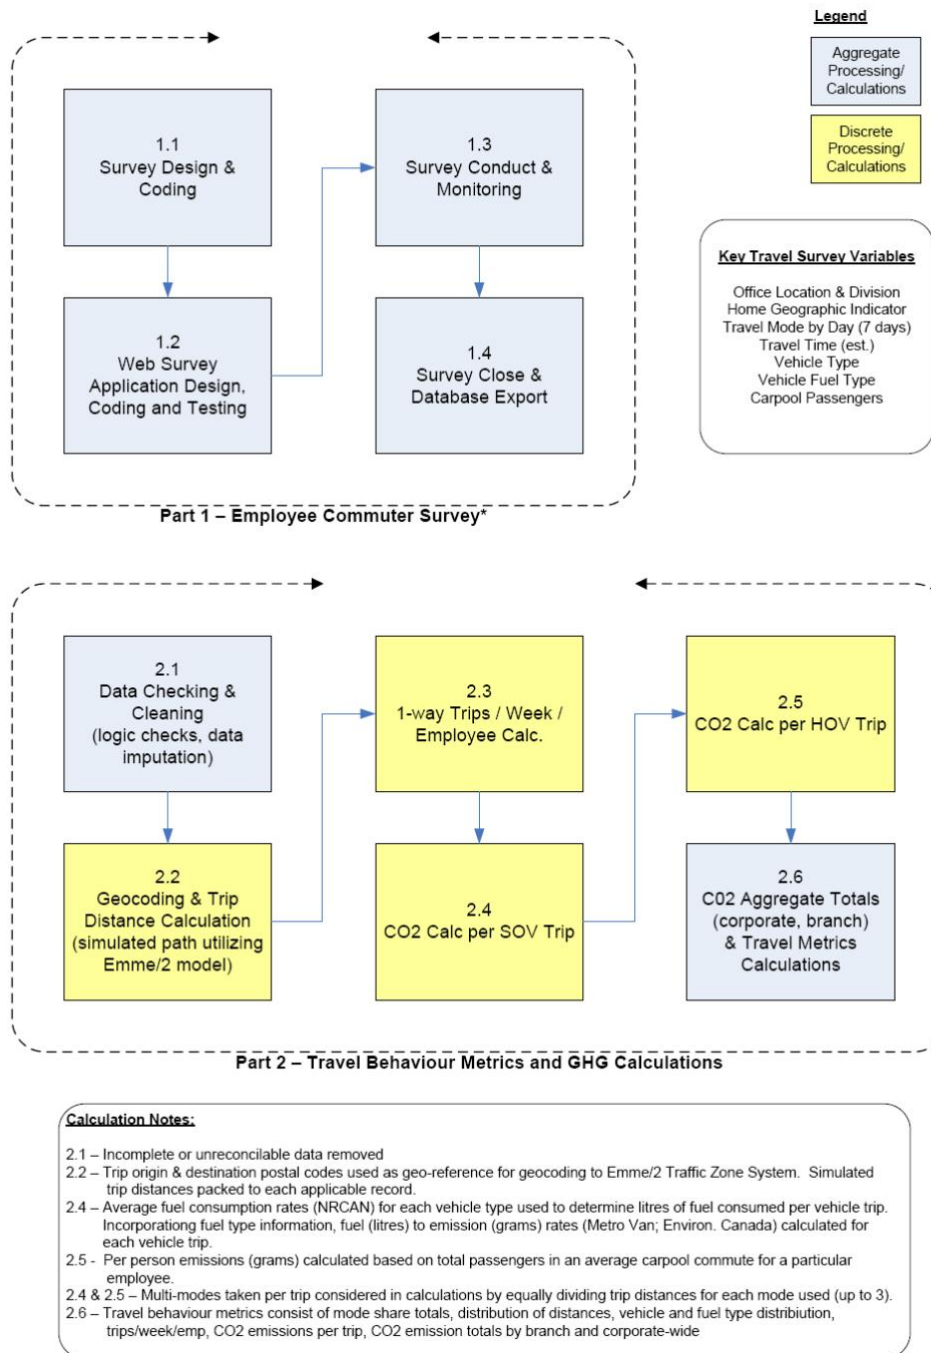 Legend
Aggregate
Processing/
Calculations
Discrete
Processing/
Calculations
1.1
Survey Design &
Coding
1.2
Web Survey
Application Design,
Coding and Testing
1.3
Survey Conduct &
Monitoring
1.4
Survey Close &
Database Export
Key Travel Survey Variables
Office Location & Division
Home Geographic Indicator
Travel Mode by Day (7 days)
Travel Time (est.)
Vehicle Type
Vehicle Fuel Type
Carpool Passengers
Part 1 – Employee Commuter Survey*
2.1
Data Checking &
Cleaning
(logic checks, data
imputation)
2.2
Geocoding & Trip
Distance Calculation
(simulated path utilizing
Emme/2 model)
2.3
1-way Trips / Week /
Employee Calc.
2.4
CO2 Calc per SOV Trip
2.5
CO2 Calc per HOV Trip
2.6
C02 Aggregate Totals
(corporate, branch)
& Travel Metrics
Calculations
Part 2 – Travel Behaviour Metrics and GHG Calculations
Calculation Notes:
2.1 – Incomplete or unreconcilable data removed
2.2 – Trip origin & destination postal codes used as geo-reference for geocoding to Emme/2 Traffic Zone System. Simulated
trip distances packed to each applicable record.
2.4 – Average fuel consumption rates (NRCAN) for each vehicle type used to determine litres of fuel consumed per vehicle trip.
Incorporationg fuel type information, fuel (litres) to emission (grams) rates (Metro Van; Environ. Canada) calculated for
each vehicle trip.
2.5 - Per person emissions (grams) calculated based on total passengers in an average carpool commute for a particular
employee.
2.4 & 2.5 – Multi-modes taken per trip considered in calculations by equally dividing trip distances for each mode used (up to 3).
2.6 – Travel behaviour metrics consist of mode share totals, distribution of distances, vehicle and fuel type distribiution,
trips/week/emp, CO2 emissions per trip, CO2 emission totals by branch and corporate-wide